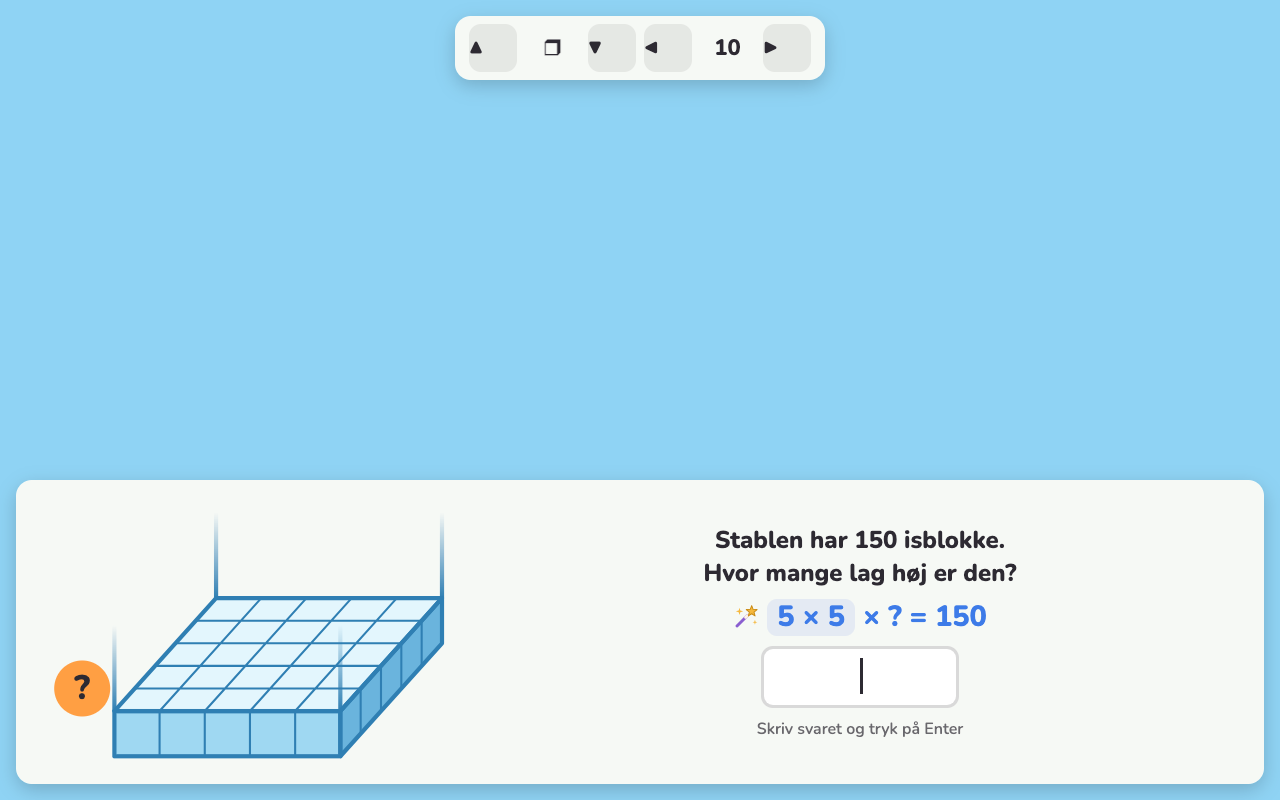 10
Stablen har 150 isblokke.
Hvor mange lag høj er den?
5 × 5 × ? = 150
?
Skriv svaret og tryk på Enter